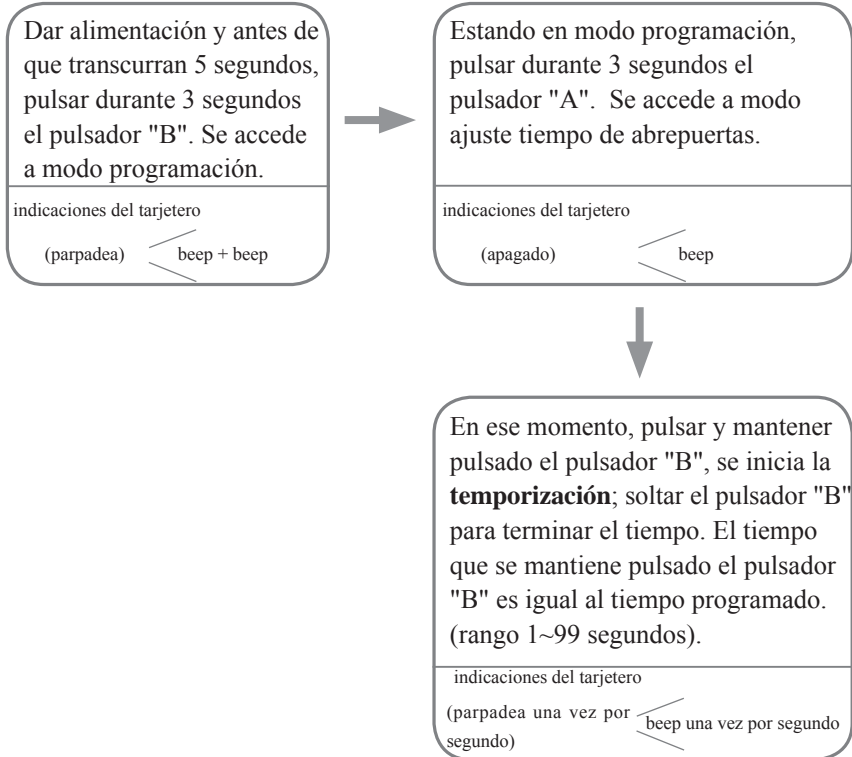 Dar alimentación y antes de
que transcurran 5 segundos,
pulsar durante 3 segundos
el pulsador "B". Se accede
a modo programación.
indicaciones del tarjetero
(parpadea)
beep + beep
Estando en modo programación,
pulsar durante 3 segundos el
pulsador "A".  Se accede a modo
ajuste tiempo de abrepuertas.
indicaciones del tarjetero
(apagado)
beep
En ese momento, pulsar y mantener
pulsado el pulsador "B", se inicia la
temporización; soltar el pulsador "B"
para terminar el tiempo. El tiempo
que se mantiene pulsado el pulsador
"B" es igual al tiempo programado.
(rango 1~99 segundos).
indicaciones del tarjetero
(parpadea una vez por
segundo)
beep una vez por segundo